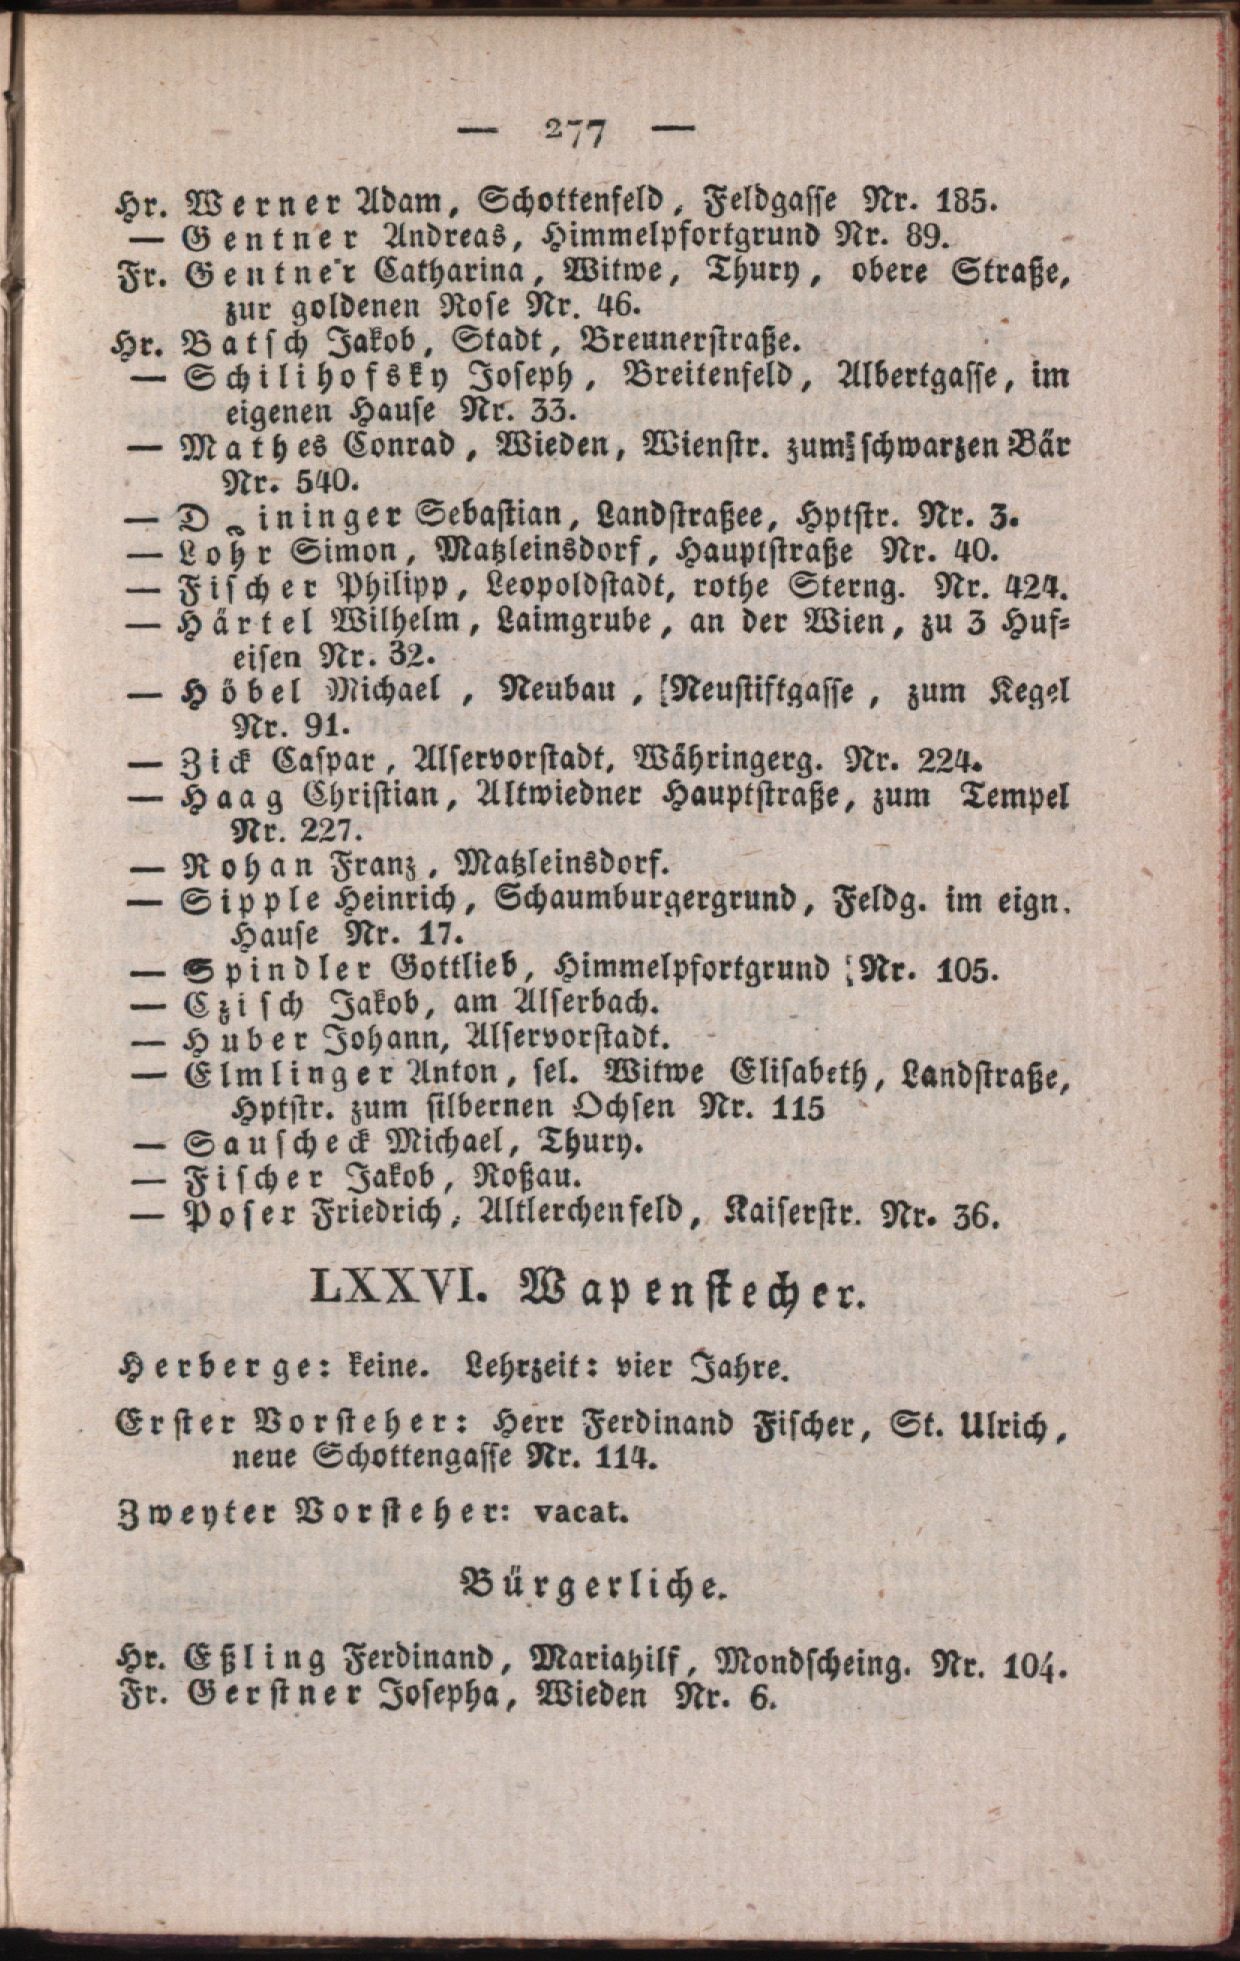 — 277 —
Hr. Werner Adam, Schottenfeld, Feldgasse Nr. 185.
— Gentner Andreas, Himmelpfortgrund Nr. 89.
Fr. Gentner Catharina, Witwe, Thury, obere Straße,
zur goldenen Rose Nr. 46.
Hr. Batsch Jakob, Stadt, Breunerstraße.
— Schilihofsky Joseph, Breitenfeld, Albertgasse, im
eigenen Hause Nr. 33.
— Mathes Conrad, Wieden, Wienstr. zum schwarzen Bär
Nr. 540.
— D ininger Sebastian, Landstraßee, Hptstr. Nr. 3.
— Lohr Simon, Matzleinsdorf, Hauptstraße Nr. 40.
— Fischer Philipp, Leopoldstadt, rothe Sterng. Nr. 424.
— Härtel Wilhelm, Laimgrube, an der Wien, zu 3 Huf-
eisen Nr. 32.
— Höbel Michael, Neubau, Neustiftgasse, zum Kegel
Nr. 91.
— Zick Caspar, Alservorstadt, Währingerg. Nr. 224.
— Haag Christian, Altwiedner Hauptstraße, zum Tempel
Nr. 227.
— Rohan Franz, Matzleinsdorf.
— Sipple Heinrich, Schaumburgergrund, Feldg. im eign.
Hause Nr. 17.
— Spindler Gottlieb, Himmelpfortgrund Nr. 105.
— Czisch Jakob, am Alserbach.
— Huber Johann, Alservorstadt.
— Elmlinger Anton, sel. Witwe Elisabeth, Landstraße,
Hptstr. zum silbernen Ochsen Nr. 115
— Sauscheck Michael, Thury.
— Fischer Jakob, Roßau.
— Poser Friedrich, Altlerchenfeld, Kaiserstr. Nr. 36.
LXXVI. Wapenstecher.
Herberge: keine. Lehrzeit: vier Jahre.
Erster Vorsteher: Herr Ferdinand Fischer, St. Ulrich,
neue Schottengasse Nr. 114.
Zweyter Vorsteher: vacat.
Bürgerliche.
Hr. Eßling Ferdinand, Mariahilf, Mondscheing. Nr. 104.
Fr. Gerstner Josepha, Wieden Nr. 6.